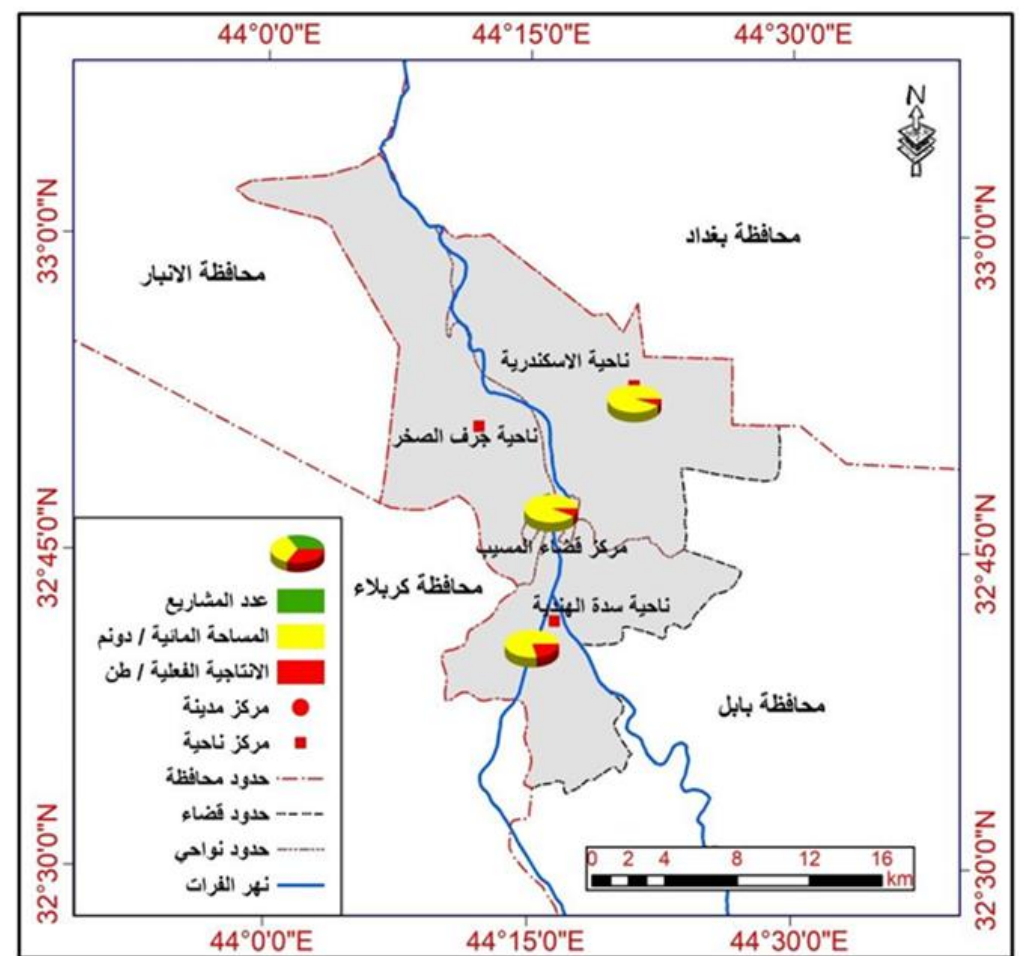 44°0'0"E
44°15'0"E
44°30'0"E
N
33°0'0"N
33°0'0"N
محافظة بغداد
محافظة الانبار
ناحية الاسكندرية
ناحية جرف الصخر
32°45'0"N
32°45'0"N
مركز قضاء المسيب
محافظة كربلاء
ناحية سدة الهندية
محافظة بابل
عدد المشاريع
المساحة المائية / دونم
الانتاجية الفعلية / طن
مركز مدينة
مركز ناحية
حدود محافظة
حدود قضاء
حدود نواحي
نهر الفرات
0 2 4 8 12 16
km
32°30'0"N
32°30'0"N
44°0'0"E
44°15'0"E
44°30'0"E